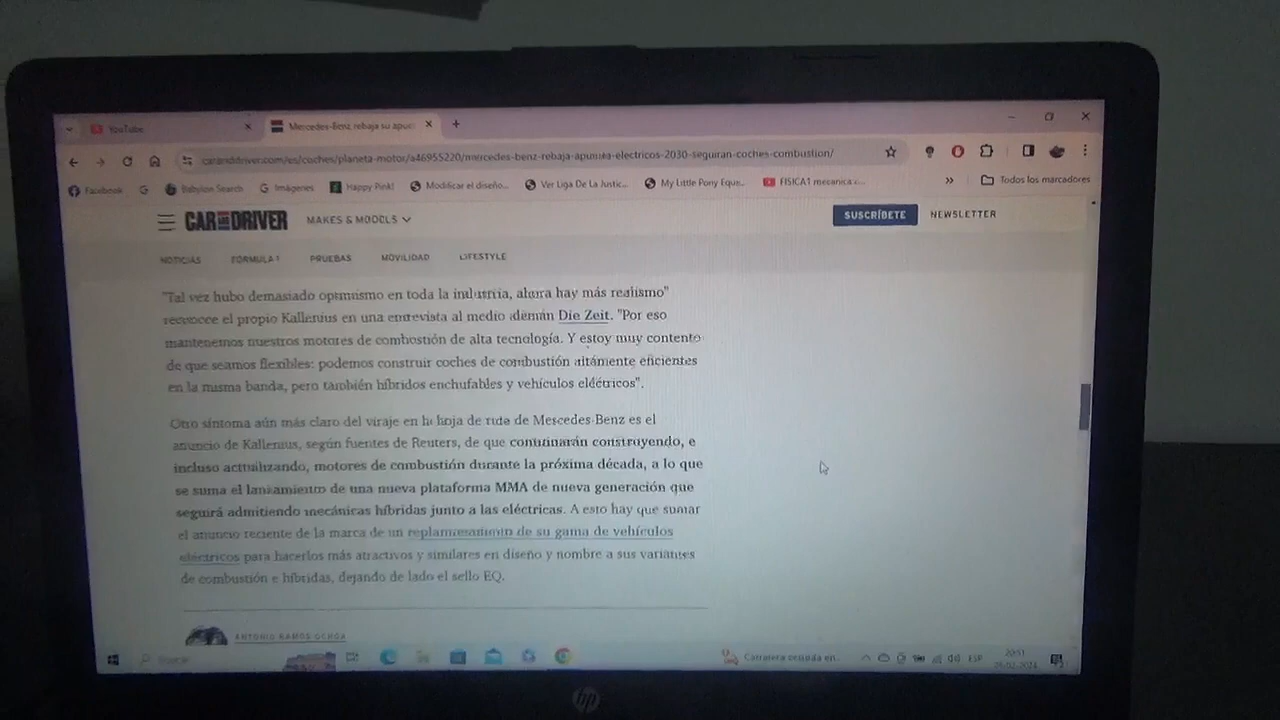 YouTube
Mercedes-Benz rebaja su apues
caranddriver.com/es/coches/planeta-motor/a46955220/mercedes-benz-rebaja-apuesta-electricos-2030-seguiran-coches-combustion/
Facebook
G
Babylon Search
Imágenes
Happy Pink!
Modificar el diseño...
Ver Liga De La Justic...
My Little Pony Eque...
FISICA1 mecanica
Todos los marcadores
CAR AND DRIVER
MAKES & MODELS
SUSCRÍBETE
NEWSLETTER
NOTICIAS
FÓRMULA 1
PRUEBAS
MOVILIDAD
LIFESTYLE
"Tal vez hubo demasiado optimismo en toda la industria, ahora hay más realismo"
reconoce el propio Kallenius en una entrevista al medio alemán Die Zeit. "Por eso
mantenemos nuestros motores de combustión de alta tecnología. Y estoy muy contento
de que seamos flexibles: podemos construir coches de combustión altamente eficientes
en la misma banda, pero también híbridos enchufables y vehículos eléctricos".
Otro síntoma aún más claro del viraje en la hoja de ruta de Mercedes-Benz es el
anuncio de Kallenius, según fuentes de Reuters, de que continuarán construyendo, e
incluso actualizando, motores de combustión durante la próxima década, a lo que
se suma el lanzamiento de una nueva plataforma MMA de nueva generación que
seguirá admitiendo mecánicas híbridas junto a las eléctricas. A esto hay que sumar
el anuncio reciente de la marca de un replanteamiento de su gama de vehículos
eléctricos para hacerlos más atractivos y similares en diseño y nombre a sus variantes
de combustión e híbridas, dejando de lado el sello EQ.
ANTONIO RAMOS OCHOA
Buscar
Carretera cerrada en...
ESP
20:51
hp